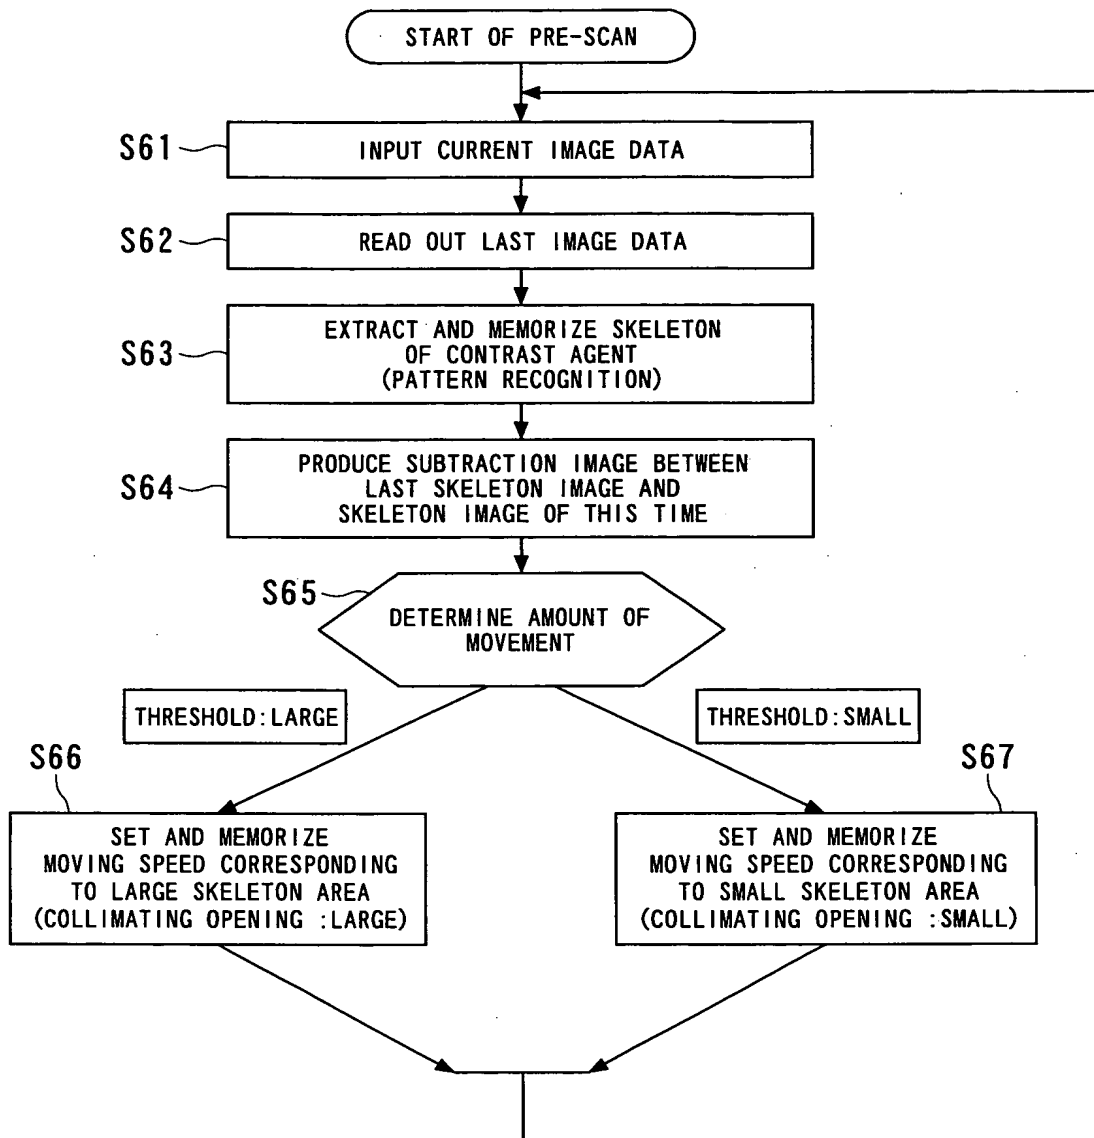 START OF PRE-SCAN
S61
INPUT CURRENT IMAGE DATA
S62
READ OUT LAST IMAGE DATA
S63
EXTRACT AND MEMORIZE SKELETON
OF CONTRAST AGENT
(PATTERN RECOGNITION)
S64
PRODUCE SUBTRACTION IMAGE BETWEEN
LAST SKELETON IMAGE AND
SKELETON IMAGE OF THIS TIME
S65
DETERMINE AMOUNT OF
MOVEMENT
THRESHOLD:LARGE
THRESHOLD:SMALL
S66
SET AND MEMORIZE
MOVING SPEED CORRESPONDING
TO LARGE SKELETON AREA
(COLLIMATING OPENING :LARGE)
S67
SET AND MEMORIZE
MOVING SPEED CORRESPONDING
TO SMALL SKELETON AREA
(COLLIMATING OPENING :SMALL)